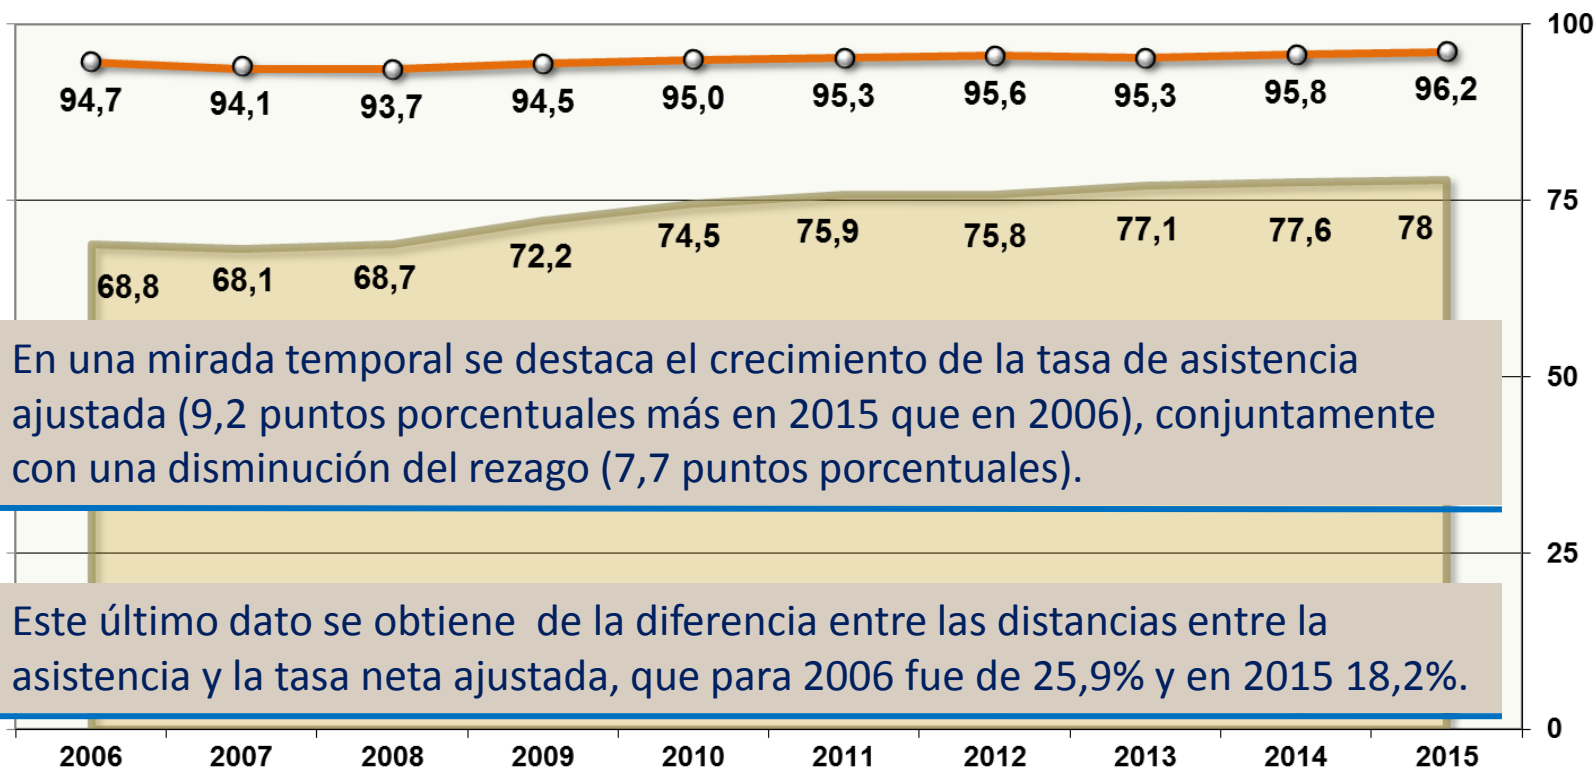 100
94,7 94,1 93,7 94,5 95,0 95,3 95,6 95,3 95,8 96,2
75
68,8 68,1 68,7 72,2 74,5 75,9 75,8 77,1 77,6 78
En una mirada temporal se destaca el crecimiento de la tasa de asistencia
50
ajustada (9,2 puntos porcentuales más en 2015 que en 2006), conjuntamente
con una disminución del rezago (7,7 puntos porcentuales).
25
Este último dato se obtiene de la diferencia entre las distancias entre la
asistencia y la tasa neta ajustada, que para 2006 fue de 25,9% y en 2015 18,2%.
0
2006 2007 2008 2009 2010 2011 2012 2013 2014 2015